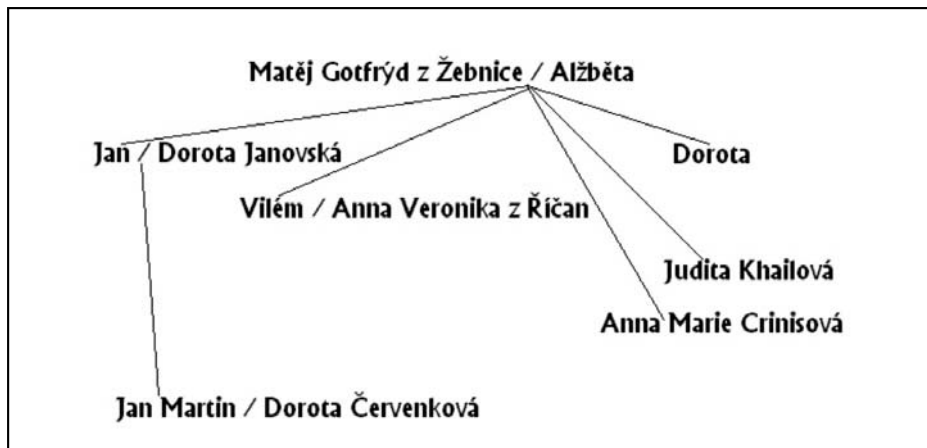 Matěj Gotfrýd z Žebnice / Alžběta
Jan / Dorota Janovská
Dorota
Vilém / Anna Veronika z Říčan
Judita Khailová
Anna Marie Crinisová
Jan Martin / Dorota Červenková